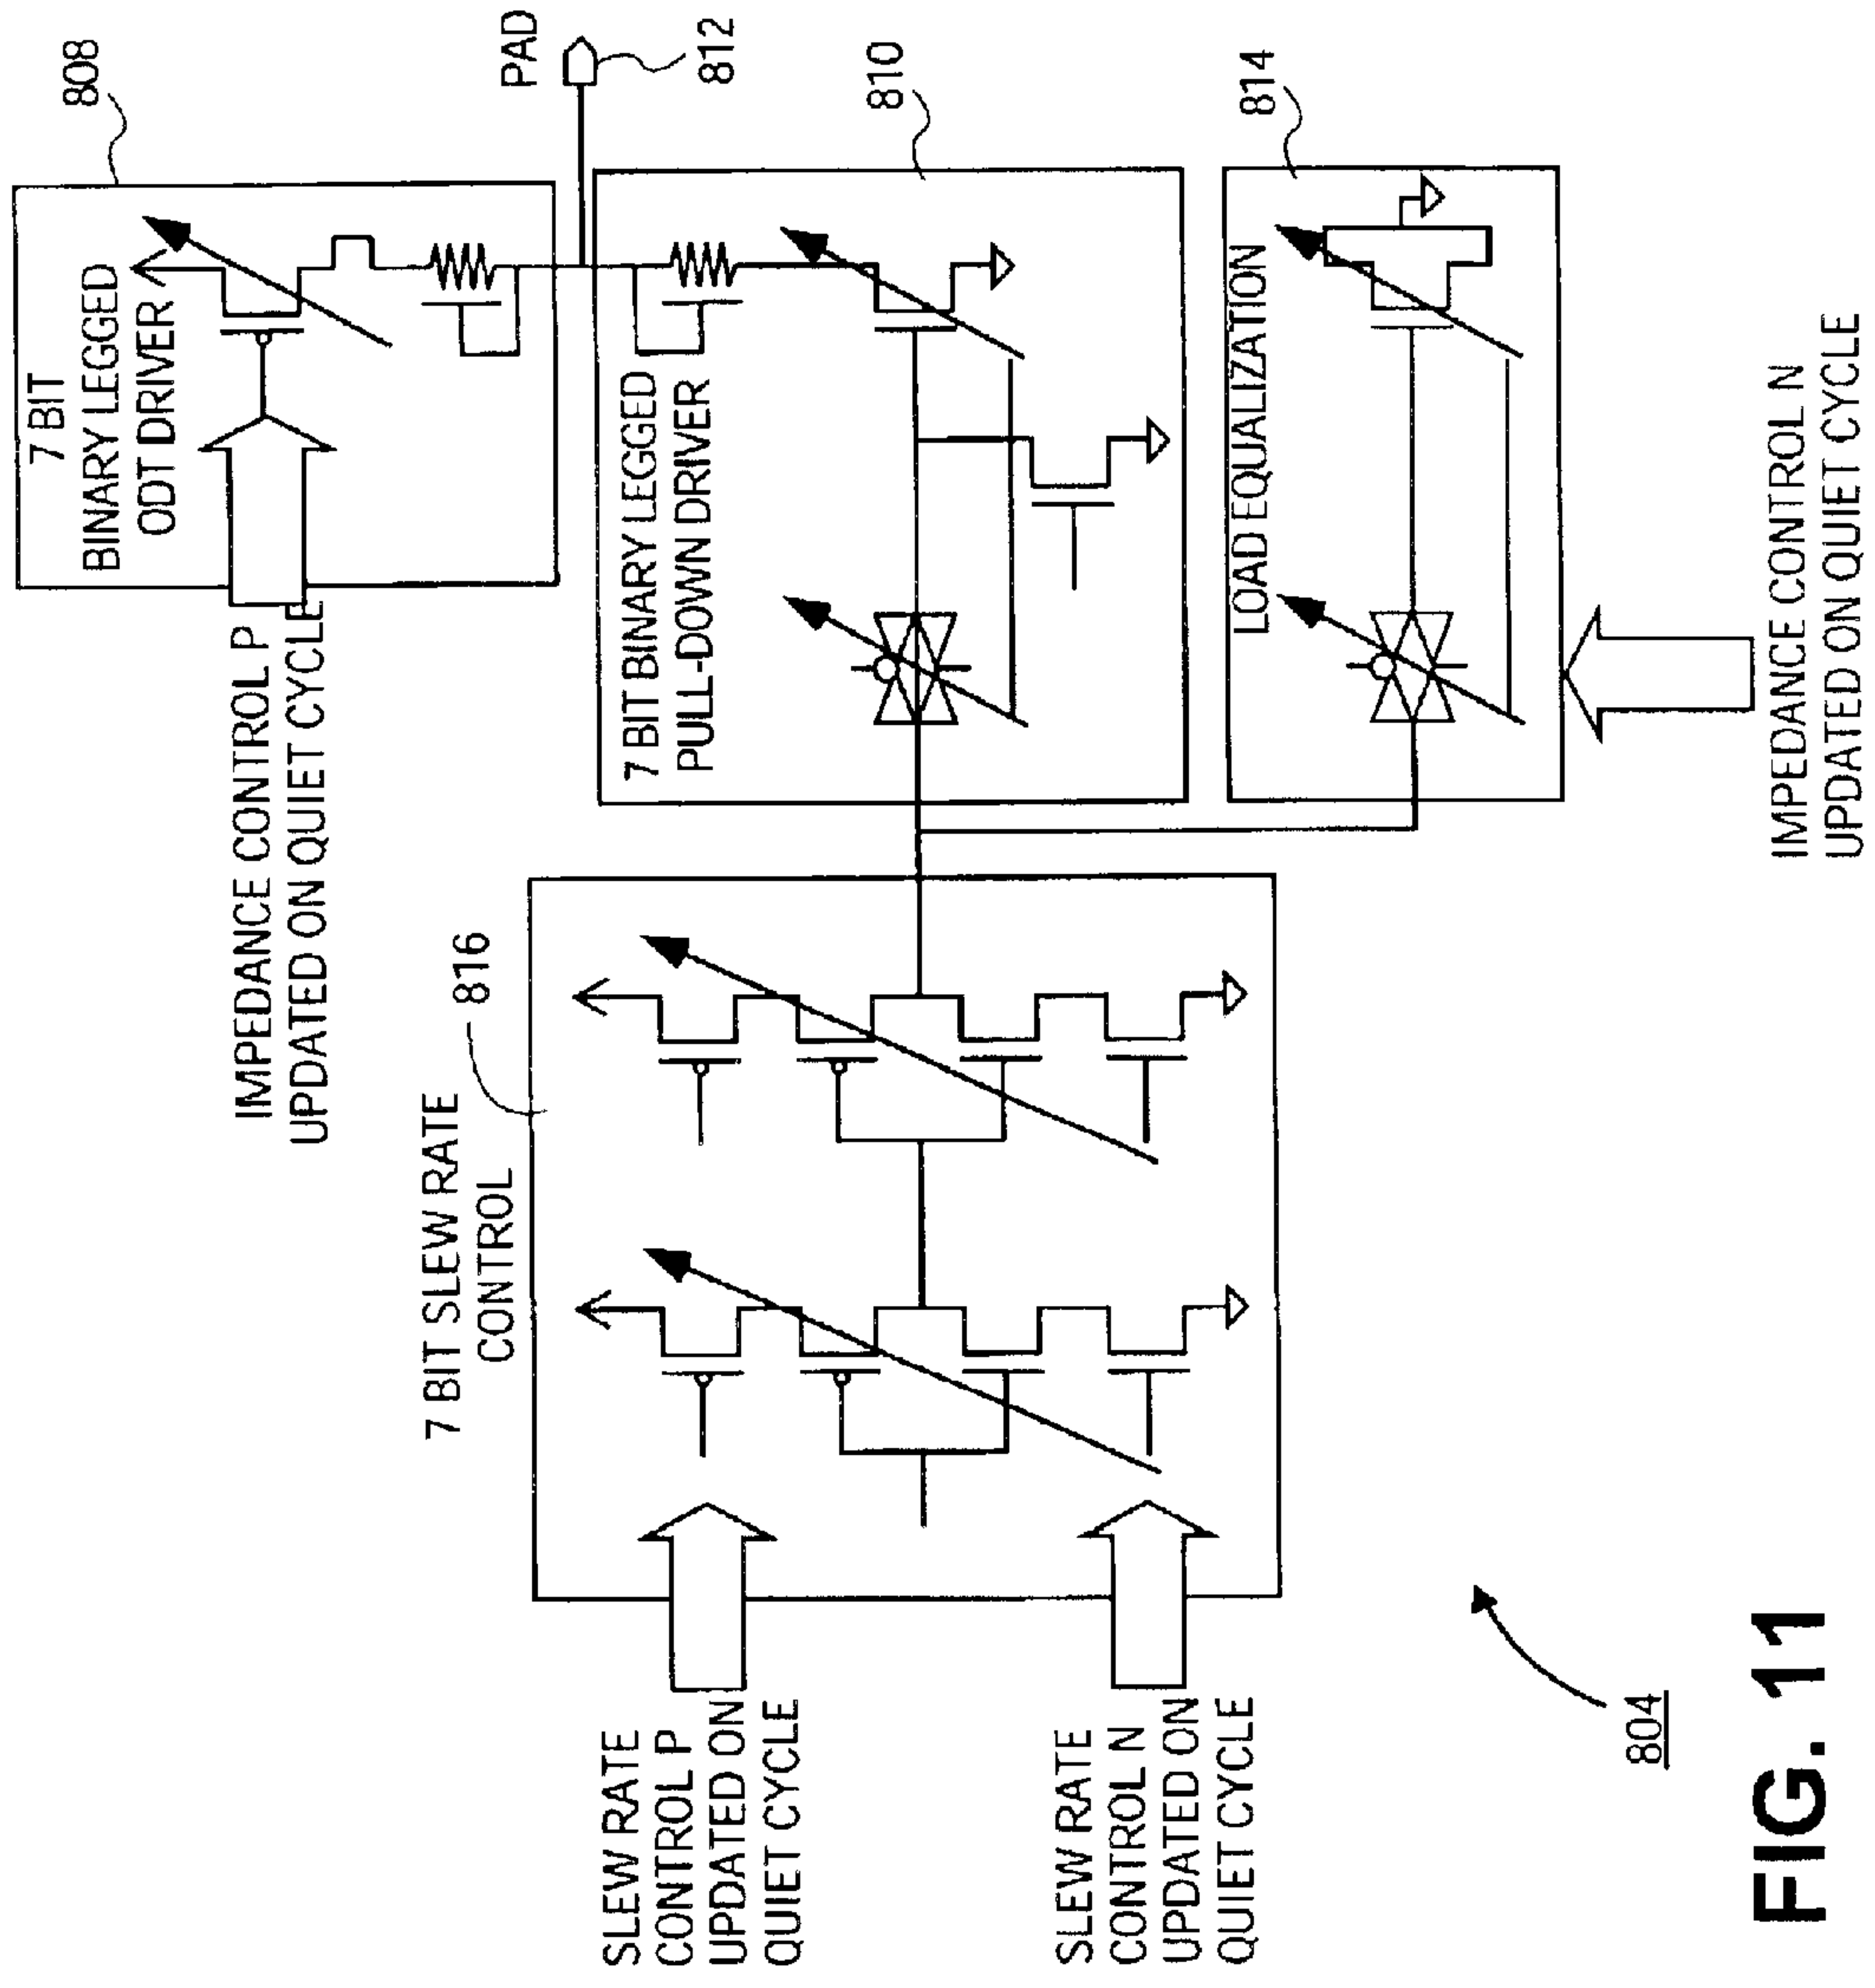 7 BIT
BINARY LEGGED
ODT DRIVER
808
IMPEDANCE CONTROL P
UPDATED ON QUIET CYCLE
PAD
812
7 BIT SLEW RATE
CONTROL
816
7 BIT BINARY LEGGED
PULL-DOWN DRIVER
810
SLEW RATE
CONTROL P
UPDATED ON
QUIET CYCLE
SLEW RATE
CONTROL N
UPDATED ON
QUIET CYCLE
LOAD EQUALIZATION
814
IMPEDANCE CONTROL N
UPDATED ON QUIET CYCLE
804
FIG. 11